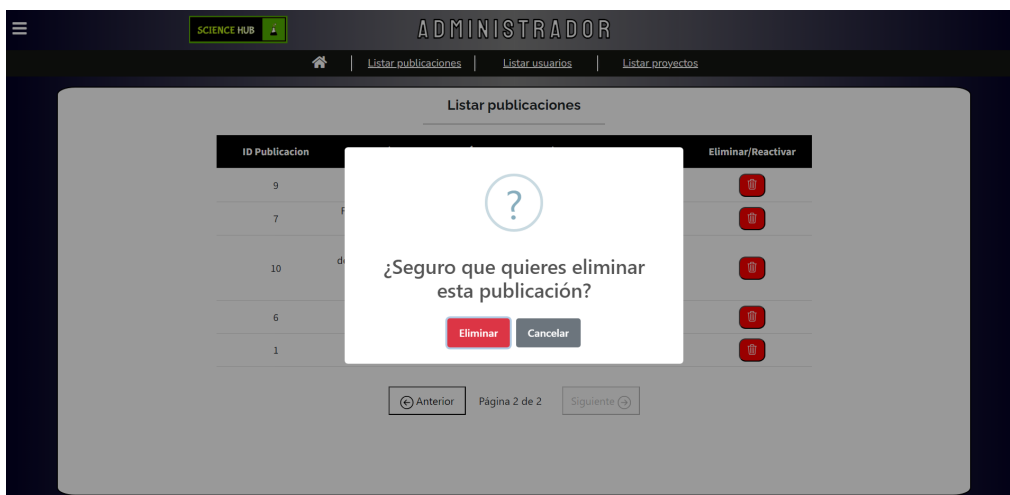 SCIENCE HUB
ADMINISTRADOR
Listar publicaciones
Listar usuarios
Listar proyectos
Listar publicaciones
ID Publicacion
Eliminar/Reactivar
9
7
10
6
1
?
¿Seguro que quieres eliminar
esta publicación?
Eliminar
Cancelar
Anterior
Página 2 de 2
Siguiente